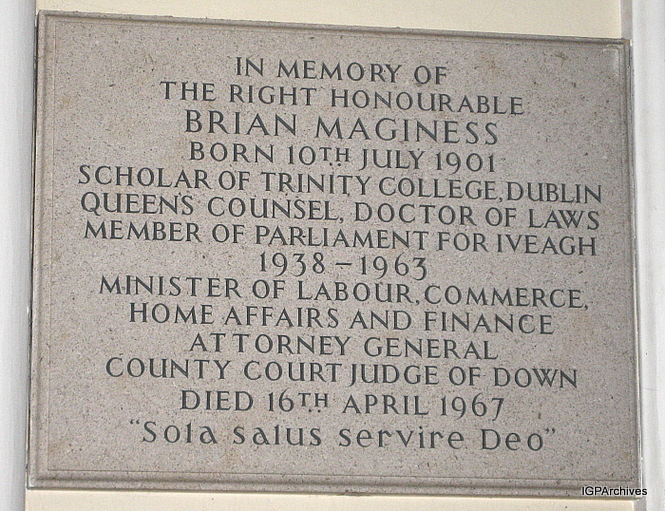 IN MEMORY OF
THE RIGHT HONOURABLE
BRIAN MAGINESS
BORN 10TH JULY 1901
SCHOLAR OF TRINITY COLLEGE, DUBLIN
QUEEN'S COUNSEL, DOCTOR OF LAWS
MEMBER OF PARLIAMENT FOR IVEAGH
1938 – 1963
MINISTER OF LABOUR, COMMERCE,
HOME AFFAIRS AND FINANCE
ATTORNEY GENERAL
COUNTY COURT JUDGE OF DOWN
DIED 16TH APRIL 1967
"Sola salus servire Deo"
IGPArchives